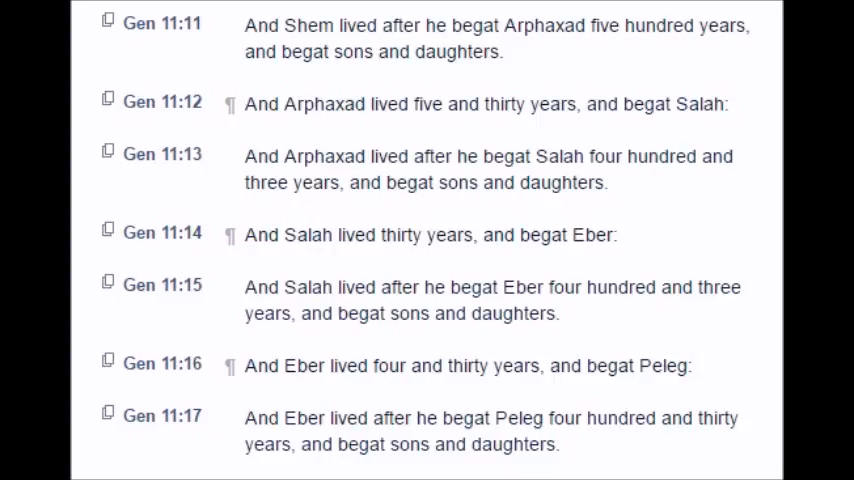 Gen 11:11 And Shem lived after he begat Arphaxad five hundred years,
and begat sons and daughters.
Gen 11:12 ¶ And Arphaxad lived five and thirty years, and begat Salah:
Gen 11:13 And Arphaxad lived after he begat Salah four hundred and
three years, and begat sons and daughters.
Gen 11:14 ¶ And Salah lived thirty years, and begat Eber:
Gen 11:15 And Salah lived after he begat Eber four hundred and three
years, and begat sons and daughters.
Gen 11:16 ¶ And Eber lived four and thirty years, and begat Peleg:
Gen 11:17 And Eber lived after he begat Peleg four hundred and thirty
years, and begat sons and daughters.